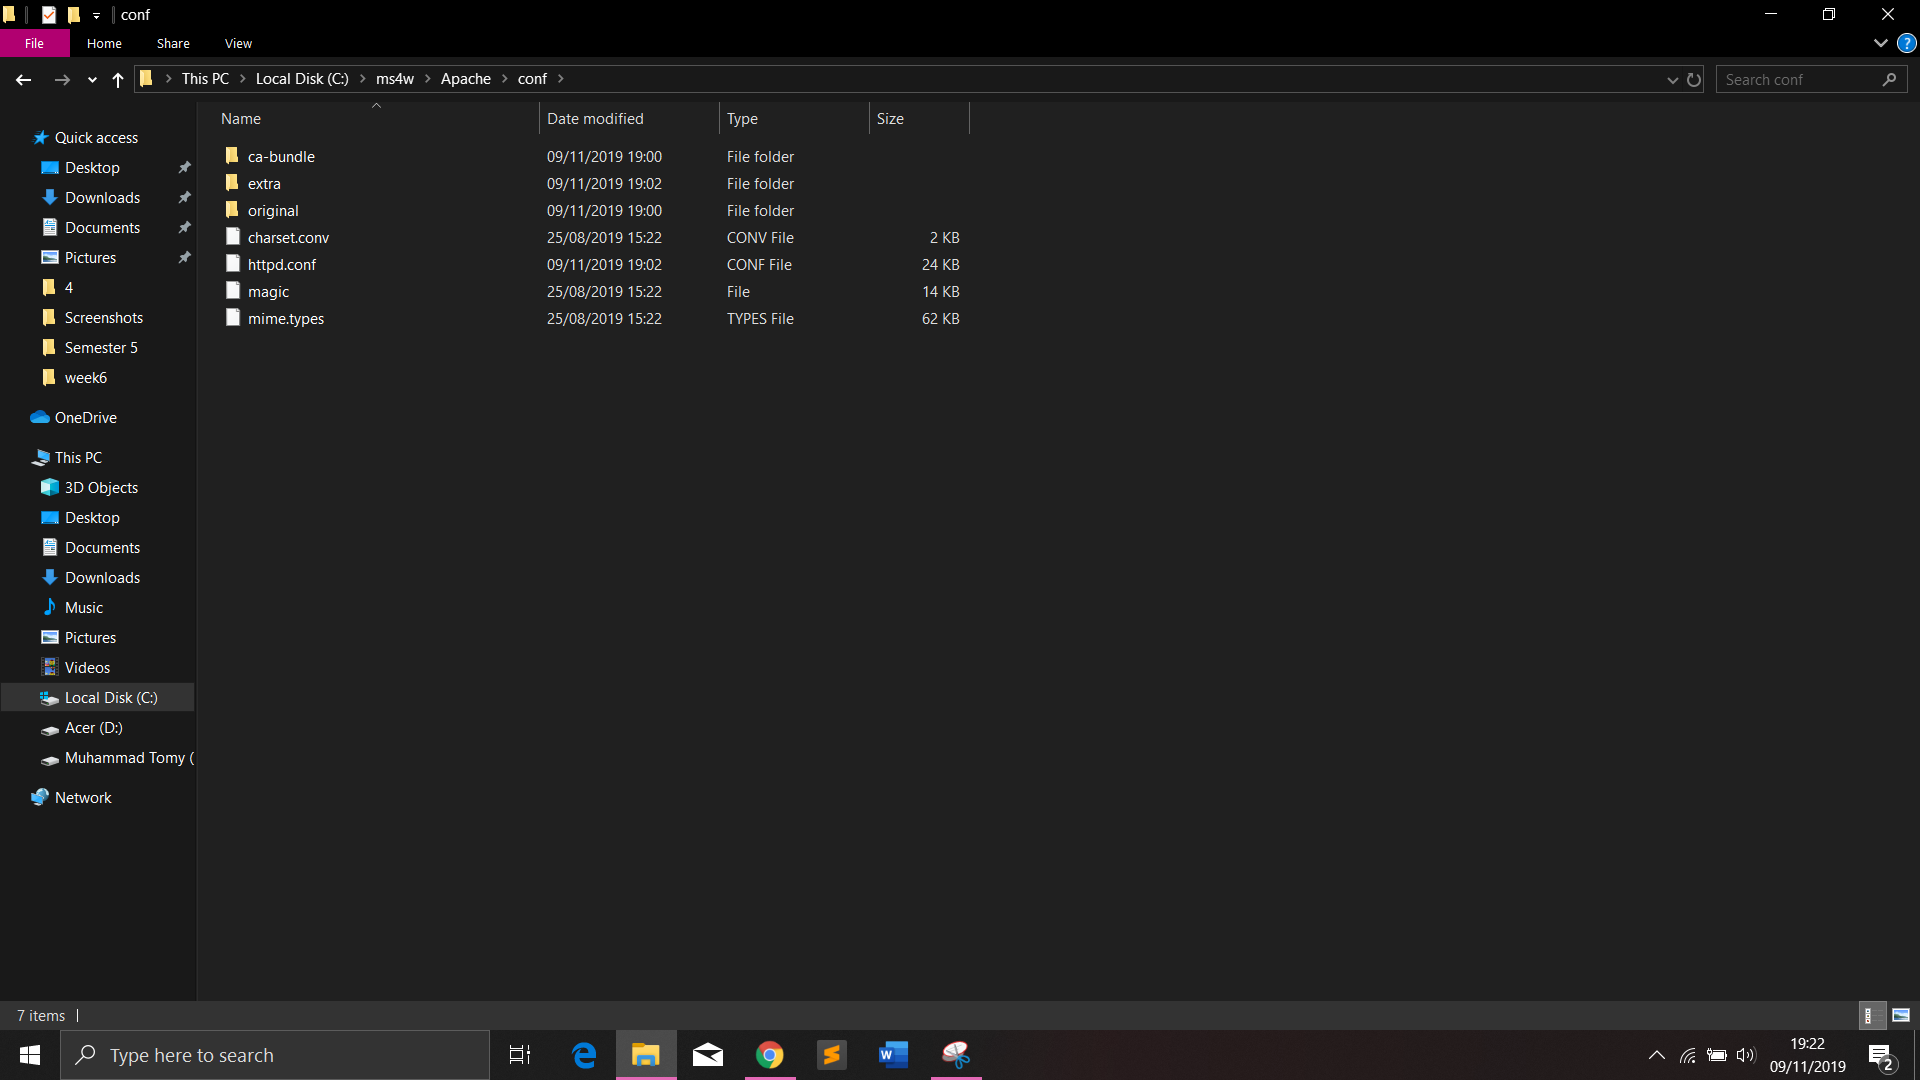 conf
File Home Share View
This PC Local Disk (C:) ms4w Apache conf
Search conf
Name Date modified Type Size
ca-bundle 09/11/2019 19:00 File folder
extra 09/11/2019 19:02 File folder
original 09/11/2019 19:00 File folder
charset.conv 25/08/2019 15:22 CONV File 2 KB
httpd.conf 09/11/2019 19:02 CONF File 24 KB
magic 25/08/2019 15:22 File 14 KB
mime.types 25/08/2019 15:22 TYPES File 62 KB
Quick access
Desktop
Downloads
Documents
Pictures
4
Screenshots
Semester 5
week6
OneDrive
This PC
3D Objects
Desktop
Documents
Downloads
Music
Pictures
Videos
Local Disk (C:)
Acer (D:)
Muhammad Tomy (
Network
7 items
Type here to search
19:22
09/11/2019
2